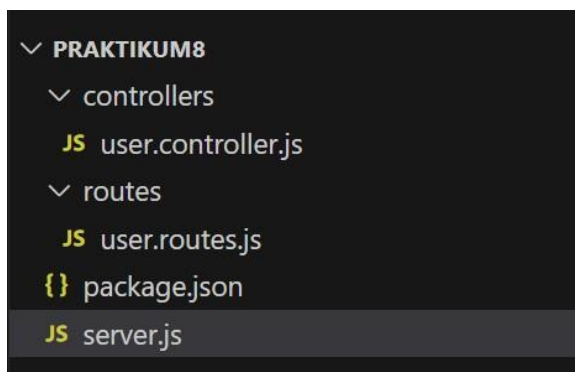 PRAKTIKUM8
controllers
JS user.controller.js
routes
JS user.routes.js
{} package.json
JS server.js